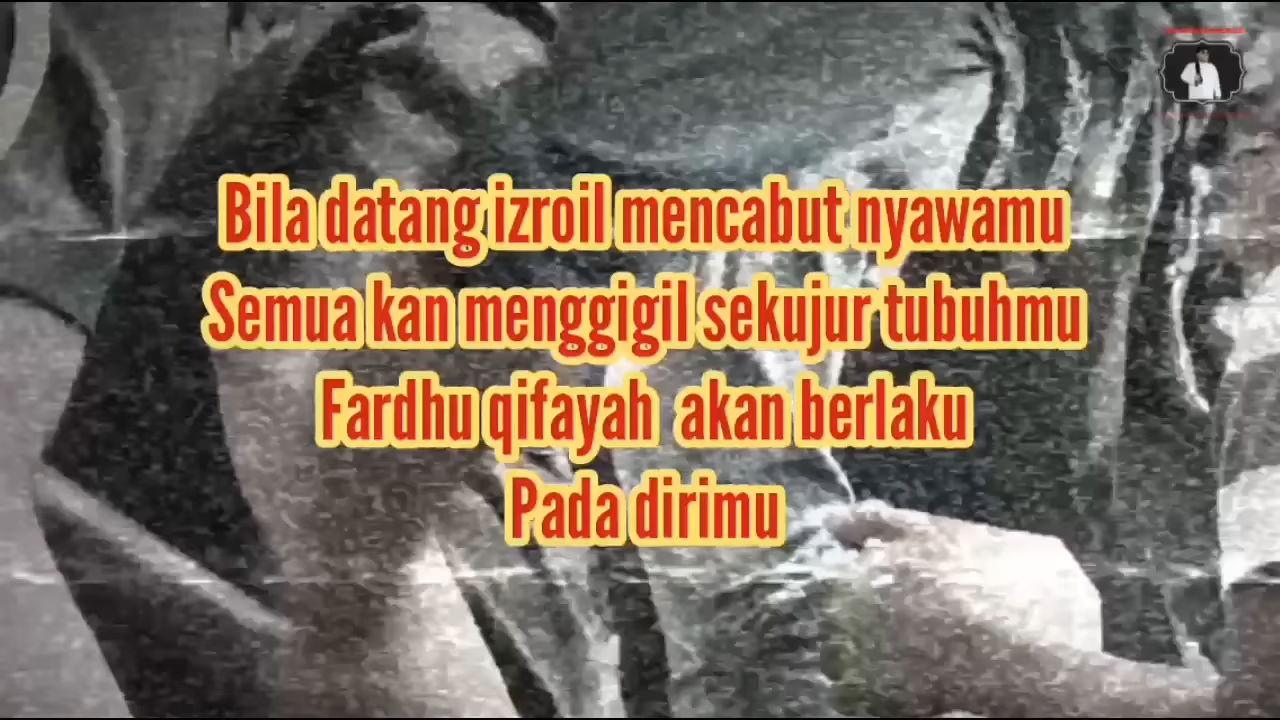 Bila datang izroil mencabut nyawamu
Semua kan menggigil sekujur tubuhmu
Fardhu qifayah akan berlaku
Pada dirimu